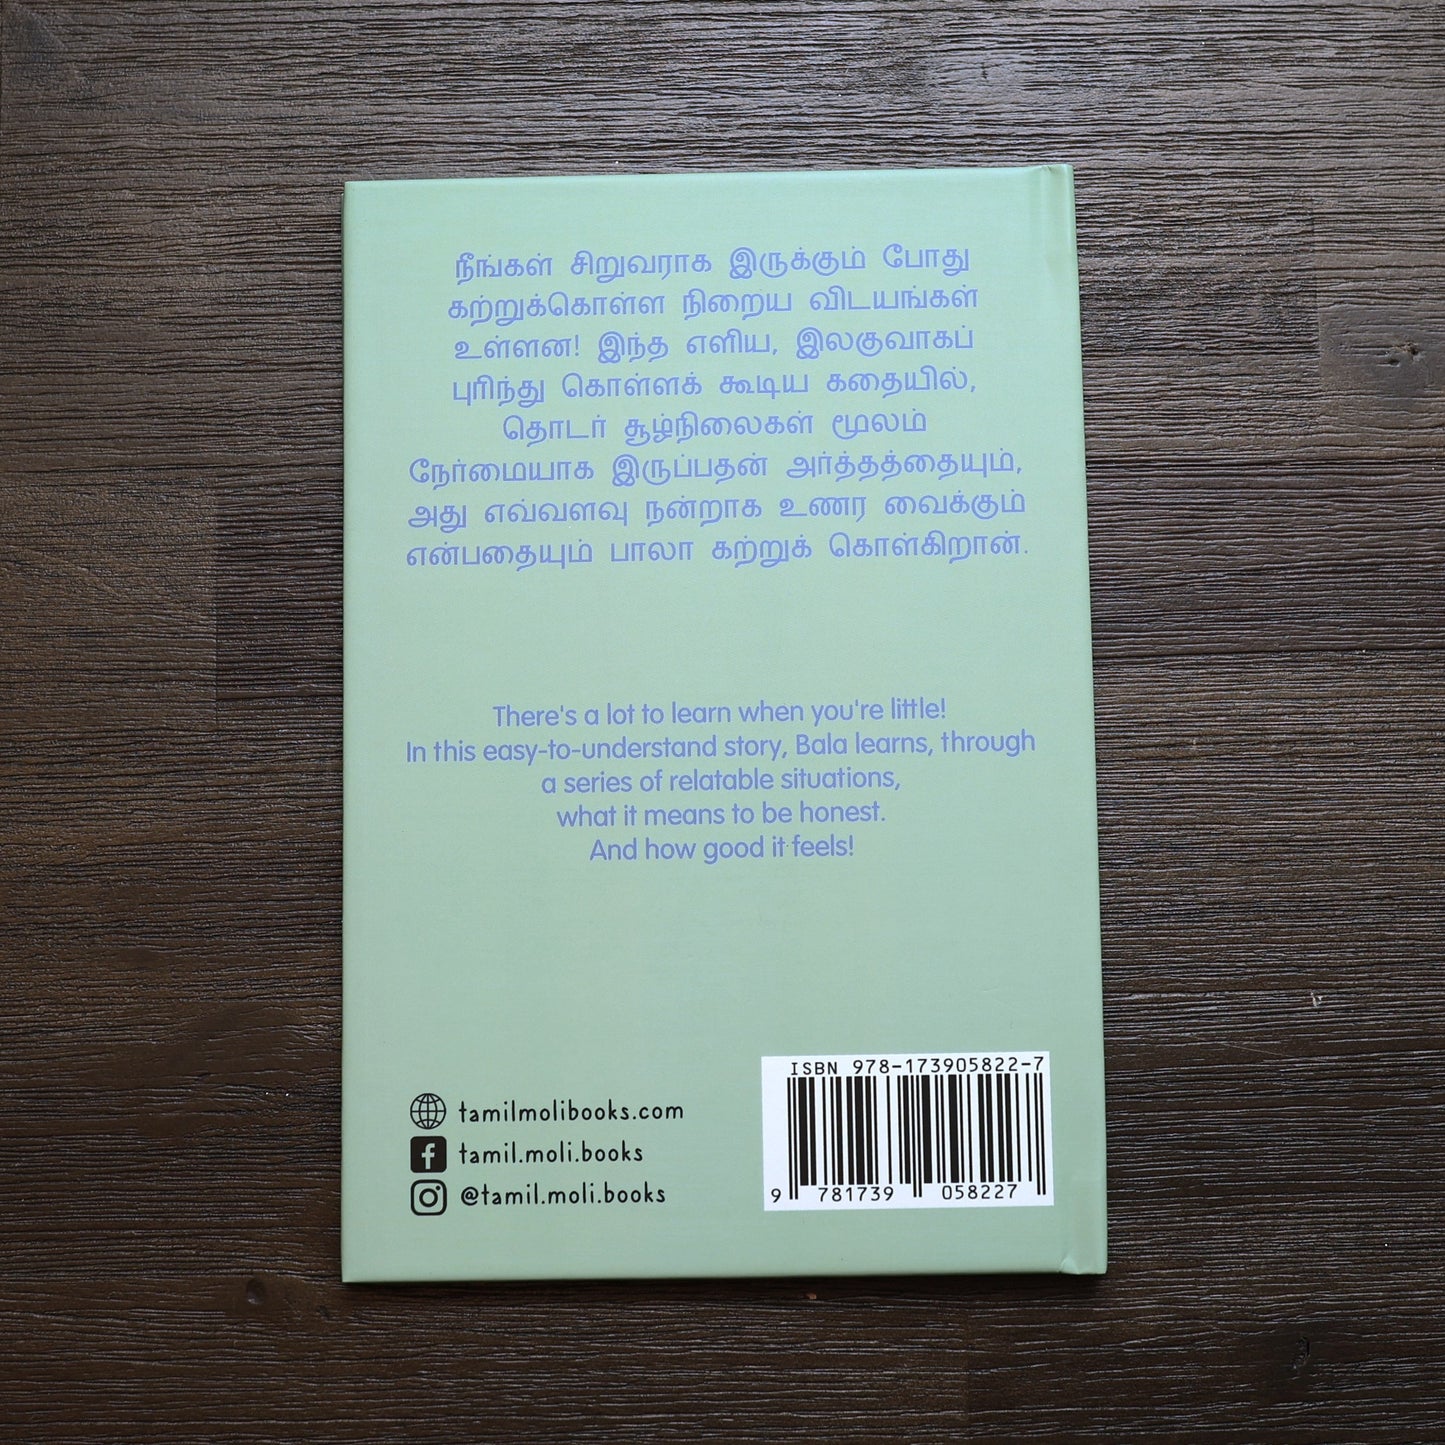 நீங்கள் சிறுவராக இருக்கும் போது
கற்றுக்கொள்ள நிறைய விடயங்கள்
உள்ளன! இந்த எளிய, இலகுவாகப்
புரிந்து கொள்ளக் கூடிய கதையில்,
தொடர் சூழ்நிலைகள் மூலம்
நேர்மையாக இருப்பதன் அர்த்தத்தையும்,
அது எவ்வளவு நன்றாக உணர வைக்கும்
என்பதையும் பாலா கற்றுக் கொள்கிறான்.
There's a lot to learn when you're little!
In this easy-to-understand story, Bala learns, through
a series of relatable situations,
what it means to be honest.
And how good it feels!
tamilmolibooks.com
tamil.moli.books
@tamil.moli.books
ISBN 978-173905822-7
9 781739 058227